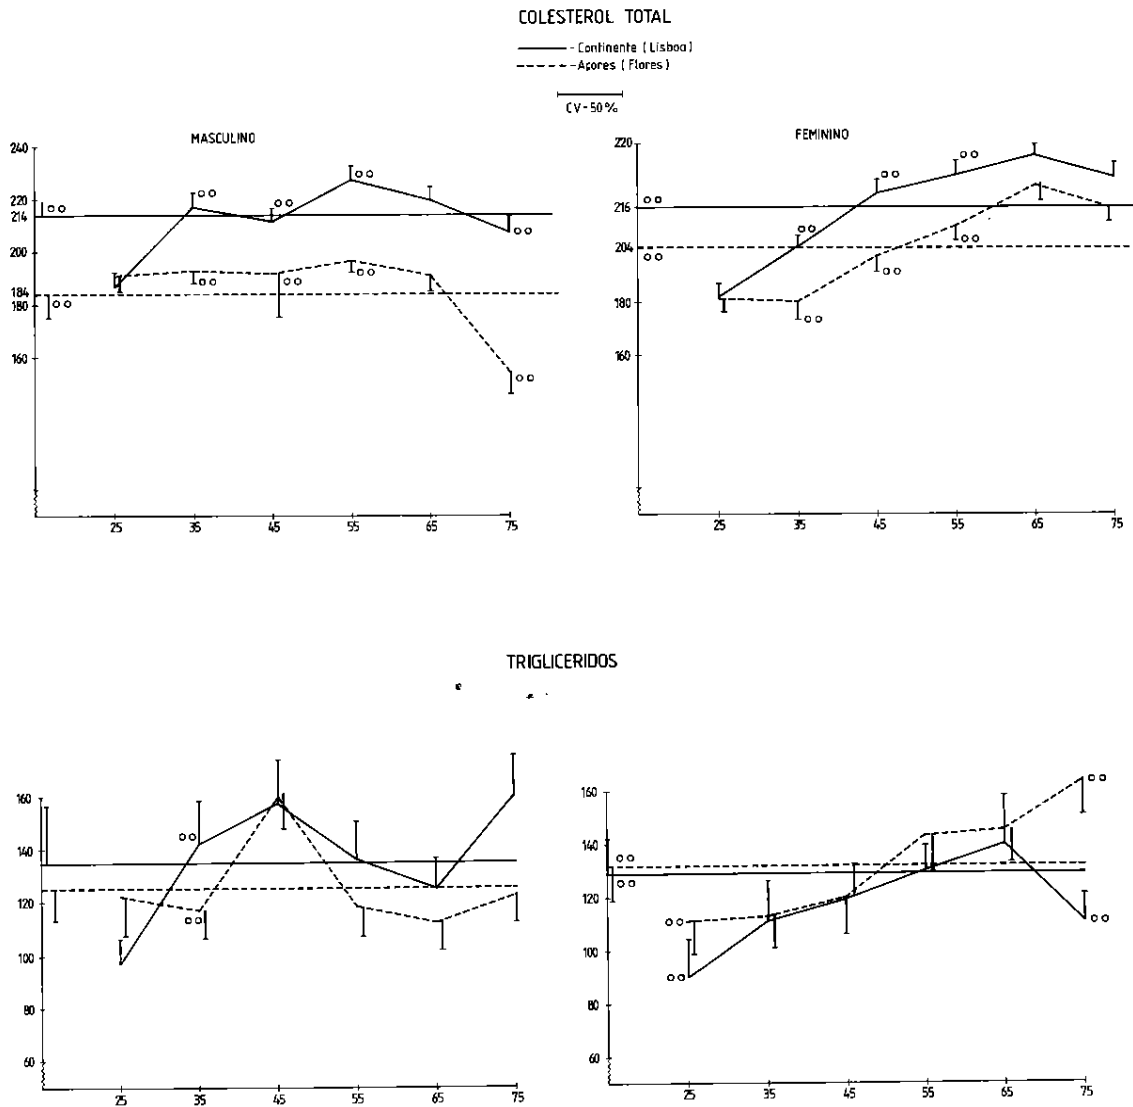 COLESTEROL TOTAL
- Continente (Lisboa)
- Açores (Flores)
CV-50%
MASCULINO
240
220
214
200
184
180
160
25 35 45 55 65 75
FEMININO
220
216
204
180
160
25 35 45 55 65 75
TRIGLICERIDOS
160
140
120
100
80
60
25 35 45 55 65 75
160
140
120
100
80
60
25 35 45 55 65 75